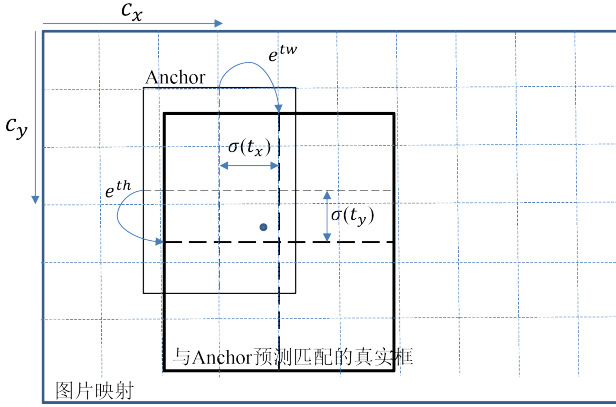 c_x
e^{tw}
Anchor
c_y
σ(t_x)
e^{th}
σ(t_y)
与Anchor预测匹配的真实框
图片映射